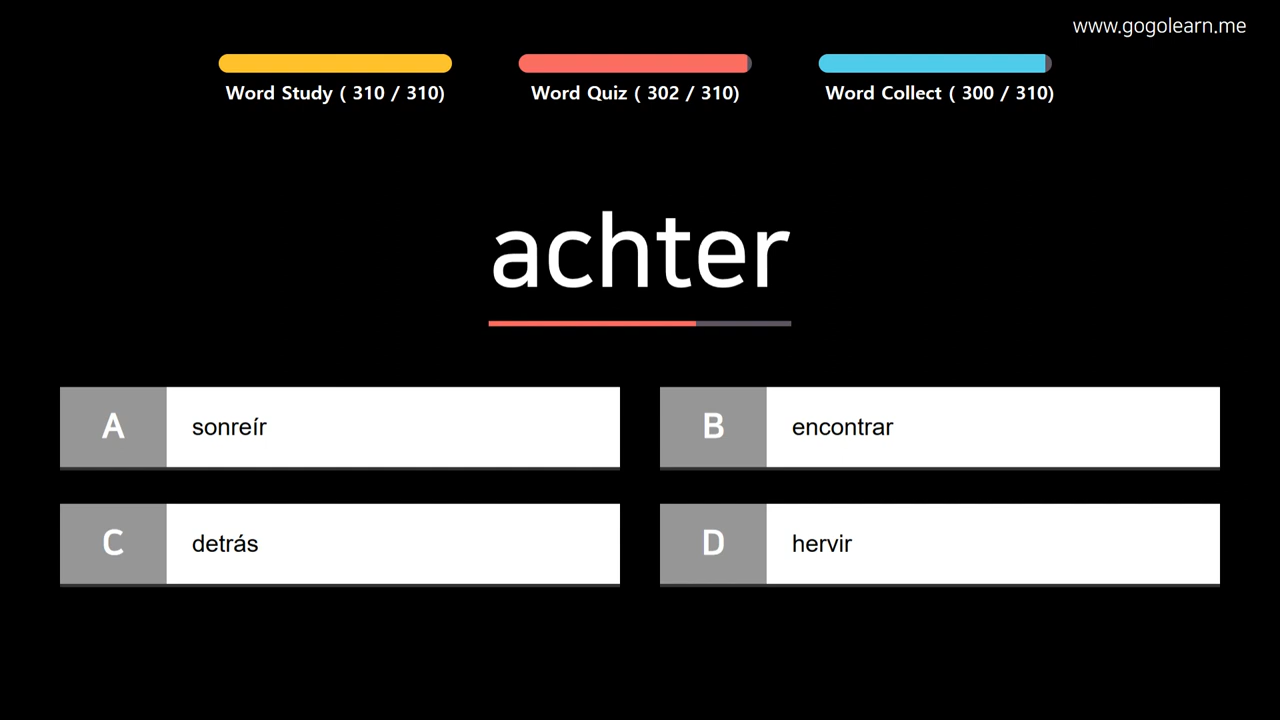 www.gogolearn.me
Word Study ( 310 / 310)
Word Quiz ( 302 / 310)
Word Collect ( 300 / 310)
achter
A
sonreír
B
encontrar
C
detrás
D
hervir